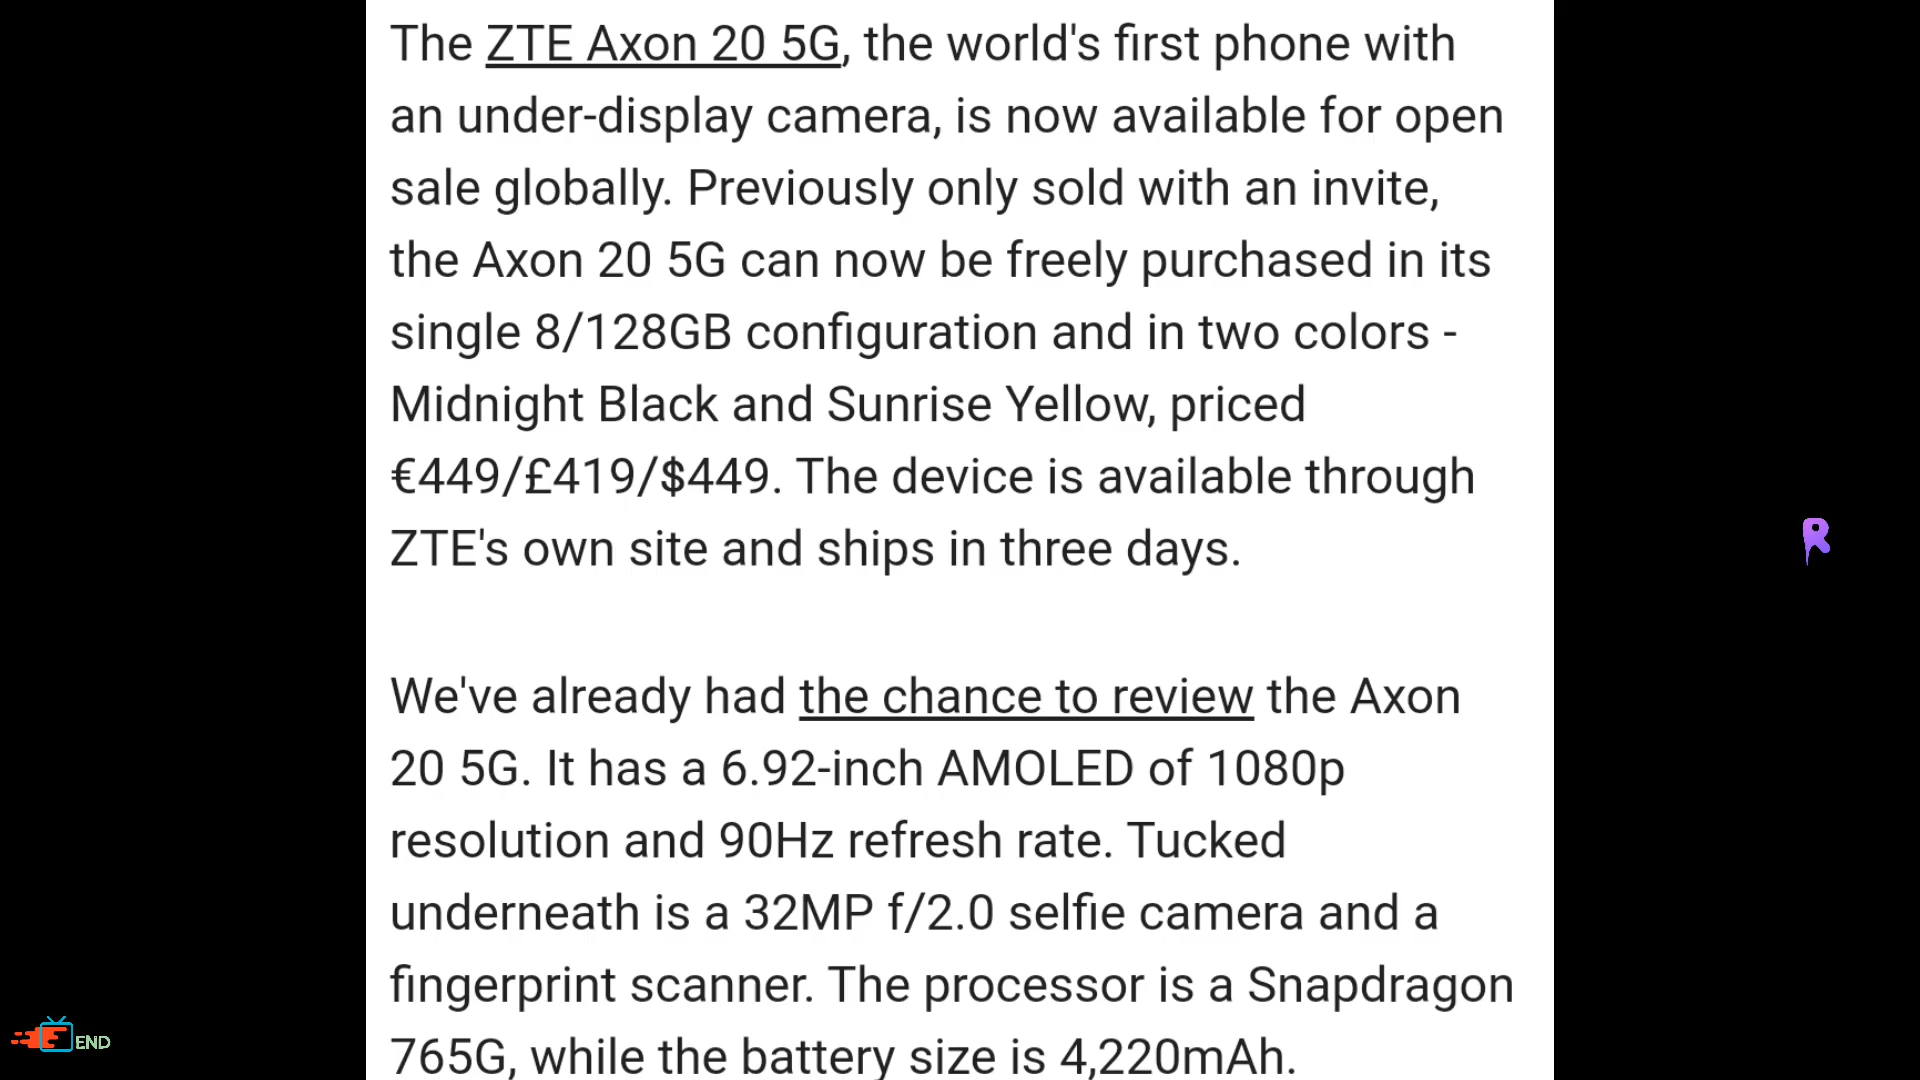 The ZTE Axon 20 5G, the world's first phone with
an under-display camera, is now available for open
sale globally. Previously only sold with an invite,
the Axon 20 5G can now be freely purchased in its
single 8/128GB configuration and in two colors -
Midnight Black and Sunrise Yellow, priced
€449/£419/$449. The device is available through
ZTE's own site and ships in three days.
We've already had the chance to review the Axon
20 5G. It has a 6.92-inch AMOLED of 1080p
resolution and 90Hz refresh rate. Tucked
underneath is a 32MP f/2.0 selfie camera and a
fingerprint scanner. The processor is a Snapdragon
765G, while the battery size is 4,220mAh.
R
END